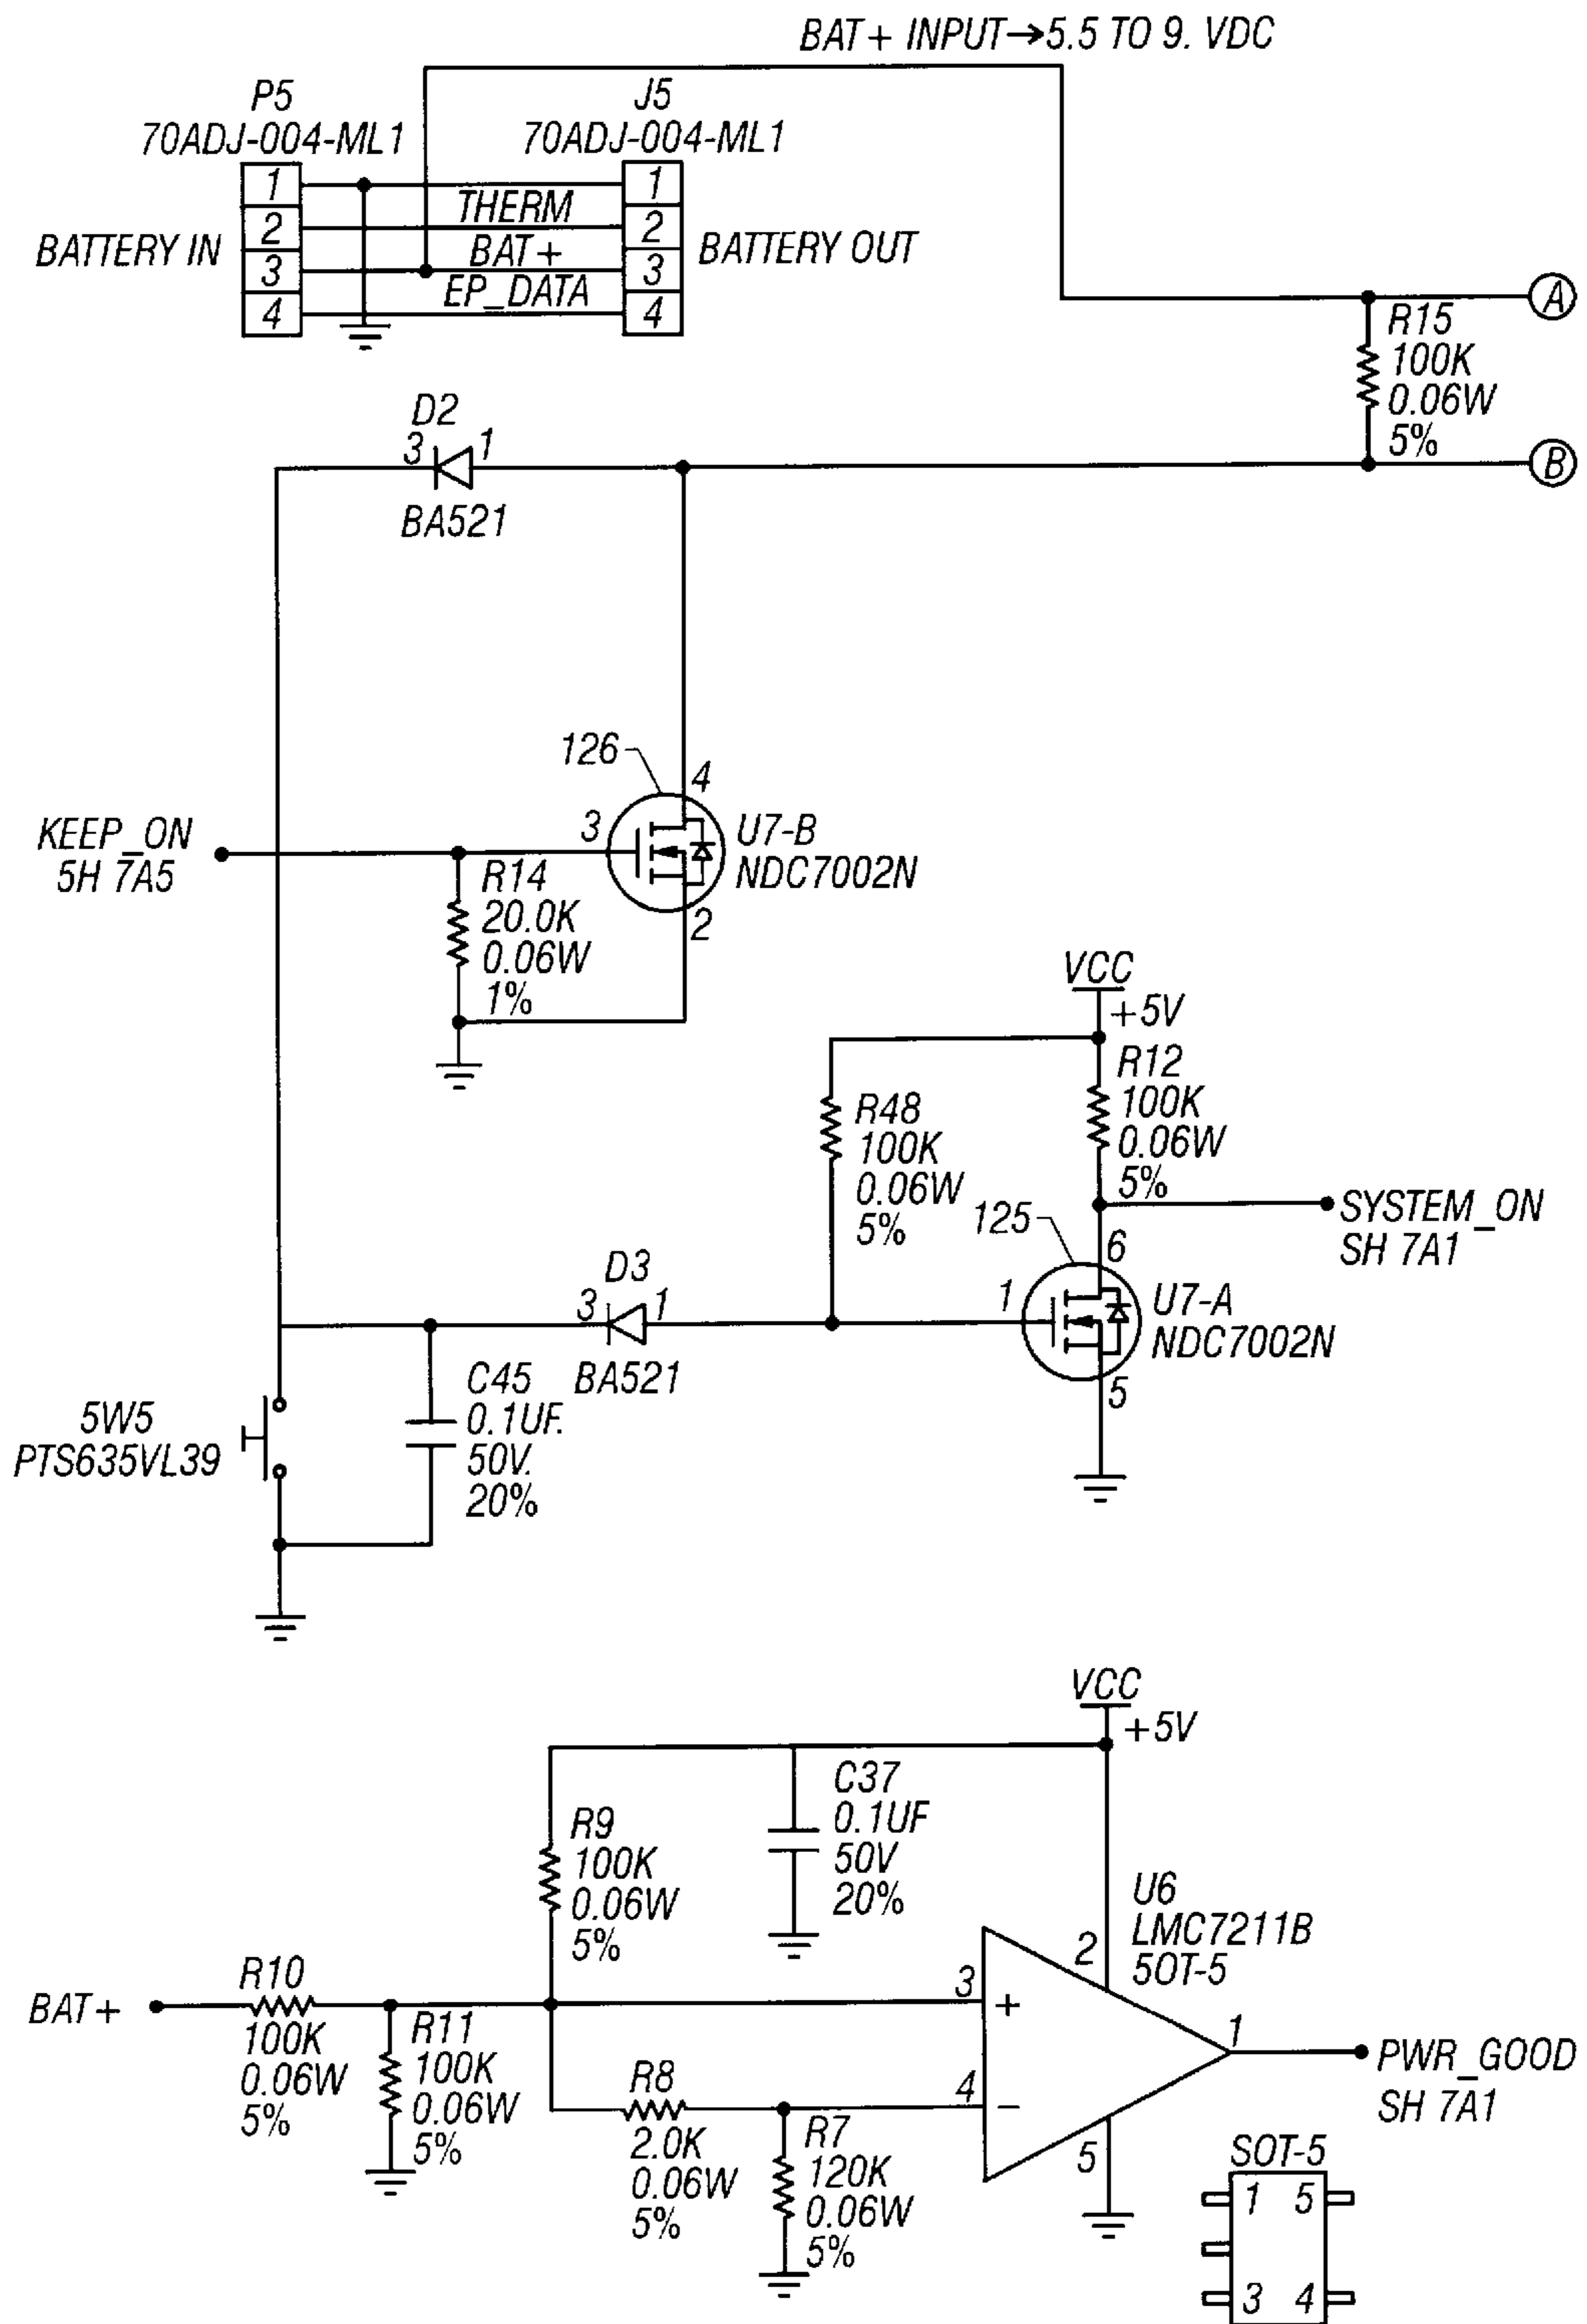 BAT+ INPUT→5.5 TO 9. VDC
P5
70ADJ-004-ML1
J5
70ADJ-004-ML1
BATTERY IN
1
2
3
4
THERM
BAT+
EP_DATA
1
2
3
4
BATTERY OUT
A
R15
100K
0.06W
5%
B
D2
3
1
BA521
126
4
KEEP_ON
5H 7A5
3
U7-B
NDC7002N
R14
20.0K
0.06W
1%
2
VCC
+5V
R12
100K
0.06W
5%
R48
100K
0.06W
5%
SYSTEM_ON
SH 7A1
125
6
D3
3
1
BA521
1
U7-A
NDC7002N
5
5W5
PTS635VL39
C45
0.1UF.
50V.
20%
VCC
+5V
C37
0.1UF
50V
20%
R9
100K
0.06W
5%
U6
LMC7211B
5OT-5
2
BAT+
R10
100K
0.06W
5%
R11
100K
0.06W
5%
3
+
4
−
1
PWR_GOOD
SH 7A1
R8
2.0K
0.06W
5%
R7
120K
0.06W
5%
5
SOT-5
1 5
3 4